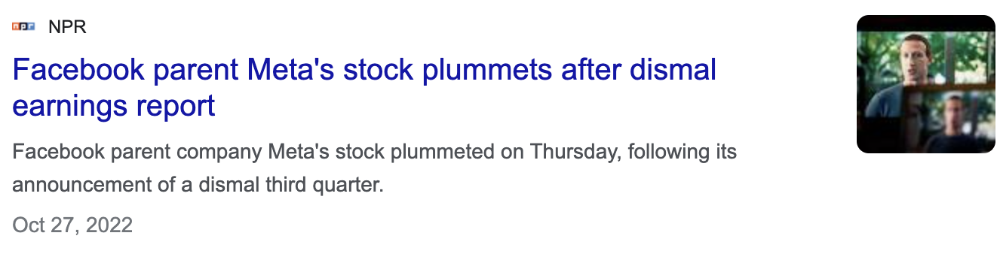 npr NPR
Facebook parent Meta's stock plummets after dismal
earnings report
Facebook parent company Meta's stock plummeted on Thursday, following its
announcement of a dismal third quarter.
Oct 27, 2022